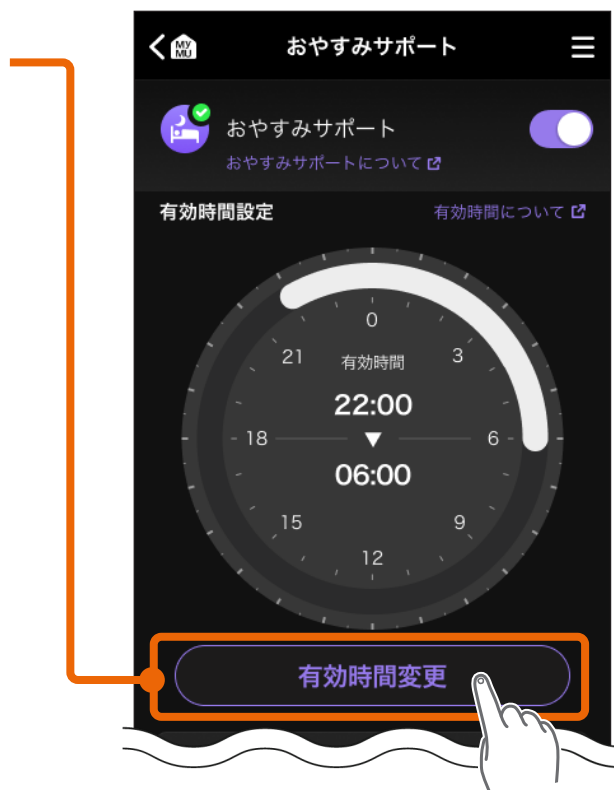 MY
MU
おやすみサポート
おやすみサポート
おやすみサポートについて
有効時間設定
有効時間について
0
21
有効時間
3
22:00
18
6
06:00
15
9
12
有効時間変更